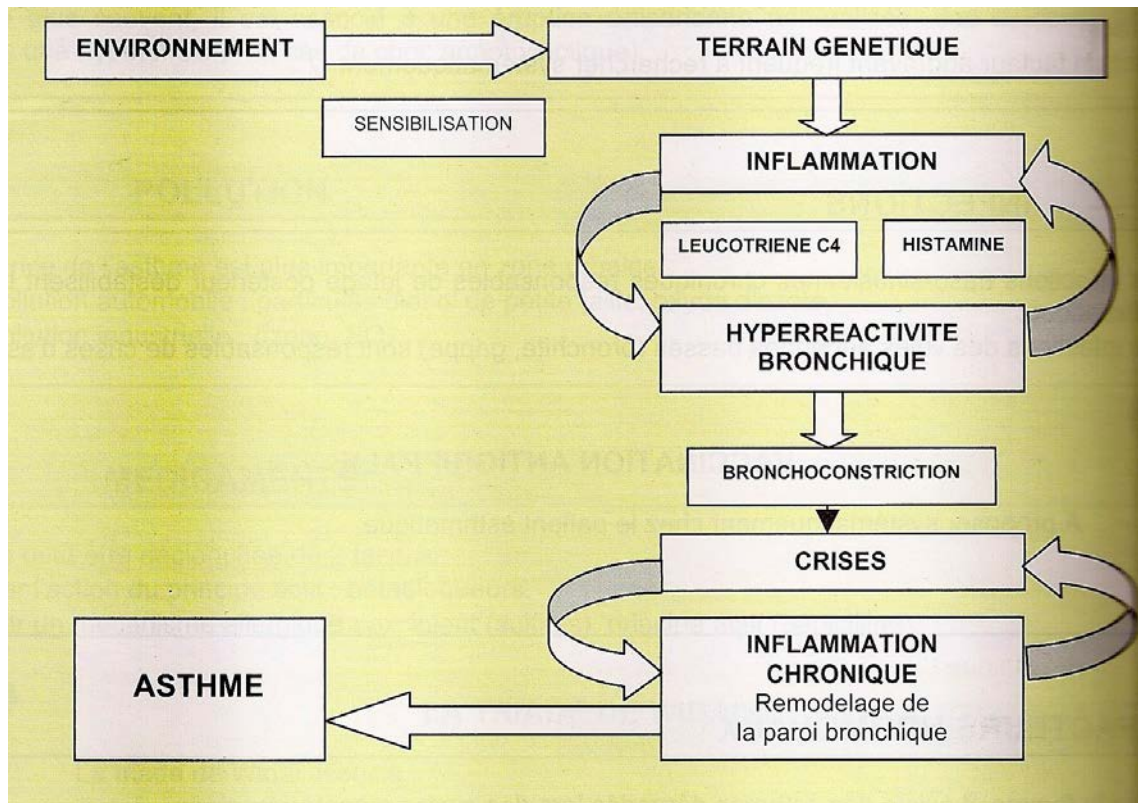 ENVIRONNEMENT
TERRAIN GENETIQUE
SENSIBILISATION
INFLAMMATION
LEUCOTRIENE C4
HISTAMINE
HYPERREACTIVITE
BRONCHIQUE
BRONCHOCONSTRICTION
CRISES
INFLAMMATION
CHRONIQUE
Remodelage de
la paroi bronchique
ASTHME